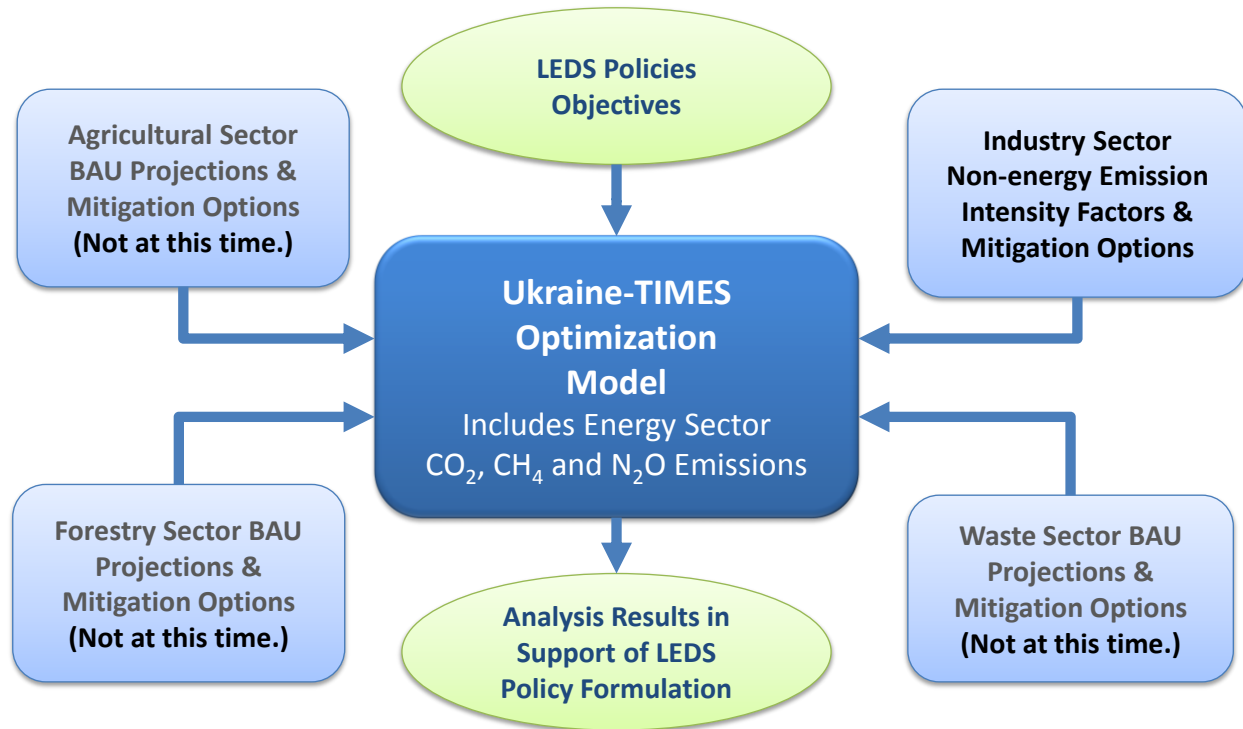 LEDS Policies
Objectives
Agricultural Sector
BAU Projections &
Mitigation Options
(Not at this time.)
Industry Sector
Non-energy Emission
Intensity Factors &
Mitigation Options
Ukraine-TIMES
Optimization
Model
Includes Energy Sector
CO₂, CH₄ and N₂O Emissions
Forestry Sector BAU
Projections &
Mitigation Options
(Not at this time.)
Waste Sector BAU
Projections &
Mitigation Options
(Not at this time.)
Analysis Results in
Support of LEDS
Policy Formulation